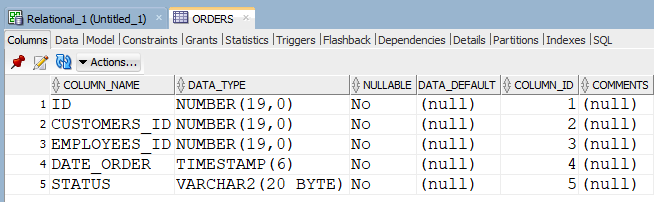 Relational_1 (Untitled_1) ORDERS
Columns Data Model Constraints Grants Statistics Triggers Flashback Dependencies Details Partitions Indexes SQL
Actions...
COLUMN_NAME DATA_TYPE NULLABLE DATA_DEFAULT COLUMN_ID COMMENTS
1 ID NUMBER(19,0) No (null) 1 (null)
2 CUSTOMERS_ID NUMBER(19,0) No (null) 2 (null)
3 EMPLOYEES_ID NUMBER(19,0) No (null) 3 (null)
4 DATE_ORDER TIMESTAMP(6) No (null) 4 (null)
5 STATUS VARCHAR2(20 BYTE) No (null) 5 (null)